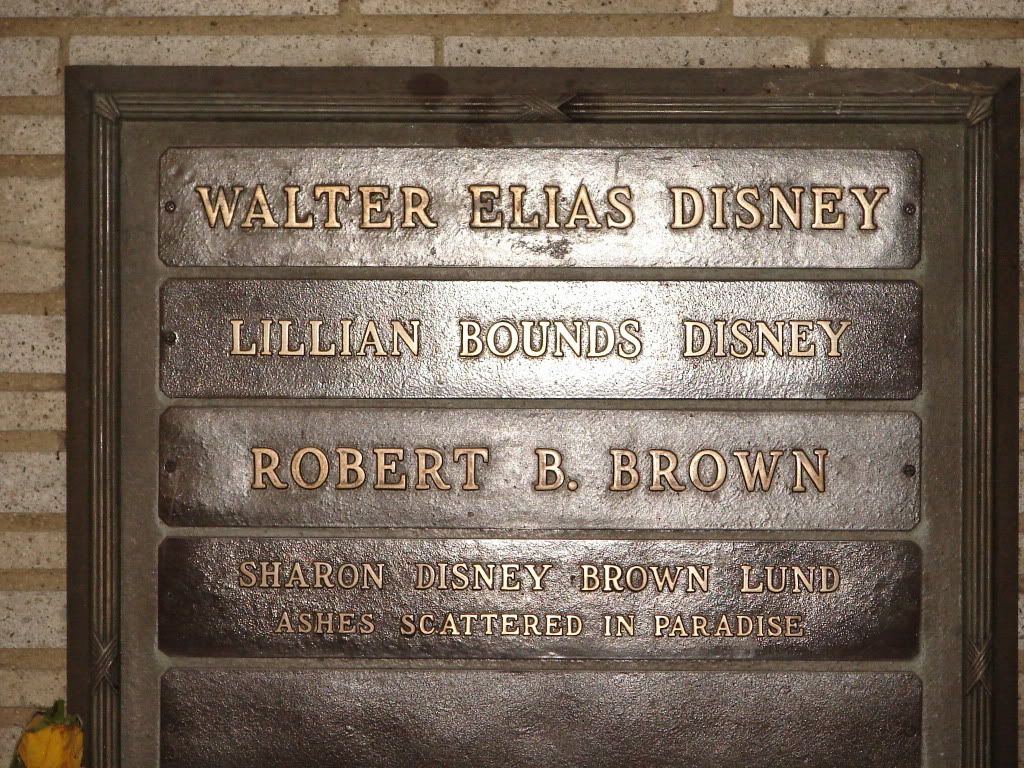 WALTER ELIAS DISNEY
LILLIAN BOUNDS DISNEY
ROBERT B. BROWN
SHARON DISNEY BROWN LUND
ASHES SCATTERED IN PARADISE